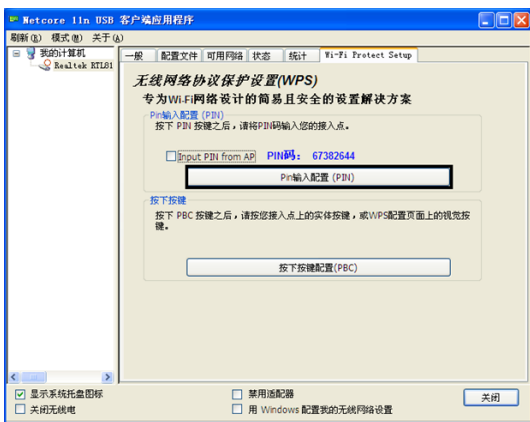 Netcore 11n USB 客户端应用程序
刷新(R) 模式(M) 关于(A)
我的计算机
Realtek RTL81
一般 配置文件 可用网络 状态 统计 Wi-Fi Protect Setup
无线网络协议保护设置(WPS)
专为Wi-Fi网络设计的简易且安全的设置解决方案
Pin输入配置 (PIN)
按下 PIN 按键之后，请将PIN码输入您的接入点。
Input PIN from AP PIN码： 67382644
Pin输入配置 (PIN)
按下按键
按下 PBC 按键之后，请按您接入点上的实体按键，或WPS配置页面上的视觉按
键。
按下按键配置(PBC)
显示系统托盘图标 禁用适配器
关闭无线电 用 Windows 配置我的无线网络设置
关闭